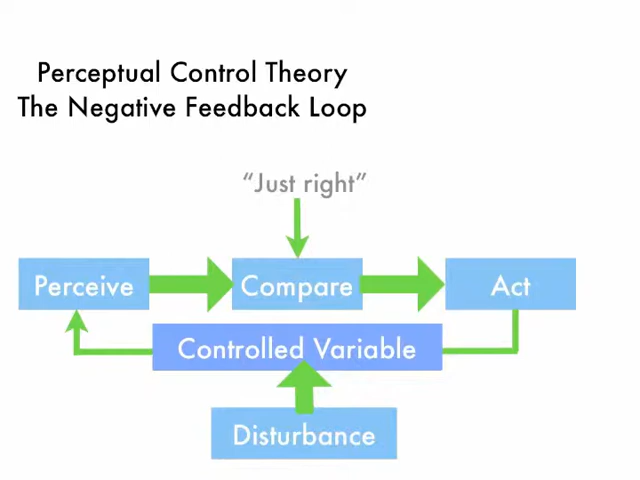 Perceptual Control Theory
The Negative Feedback Loop
“Just right”
Perceive
Compare
Act
Controlled Variable
Disturbance